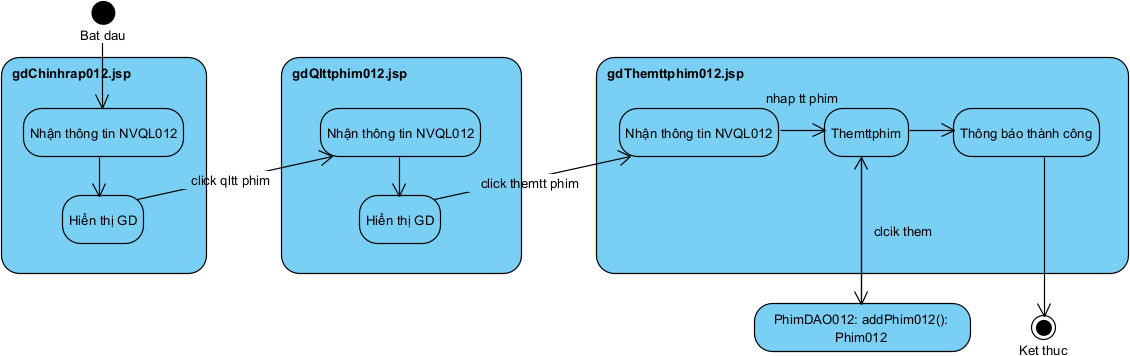 Bat dau
gdChinhrap012.jsp
Nhận thông tin NVQL012
Hiển thị GD
click qltt phim
gdQlttphim012.jsp
Nhận thông tin NVQL012
Hiển thị GD
click themtt phim
gdThemttphim012.jsp
Nhận thông tin NVQL012
nhap tt phim
Themttphim
Thông báo thành công
clcik them
PhimDAO012: addPhim012():
Phim012
Ket thuc